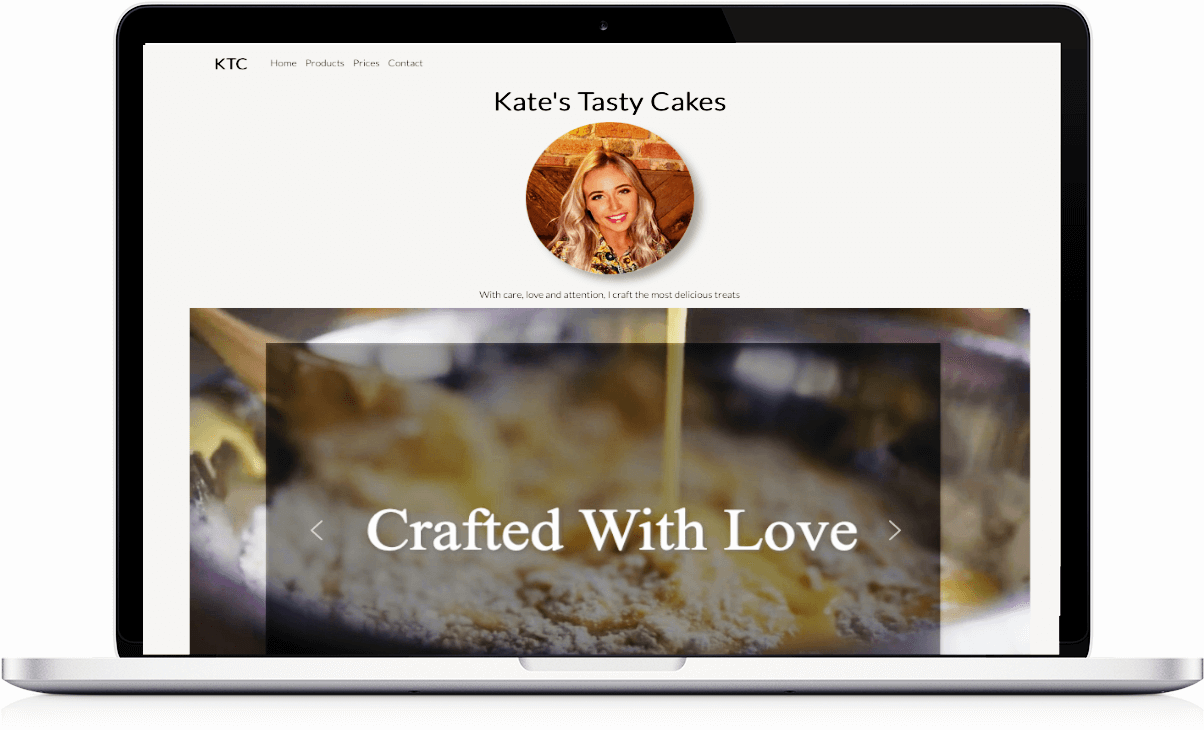 KTC Home Products Prices Contact
Kate's Tasty Cakes
With care, love and attention, I craft the most delicious treats
Crafted With Love